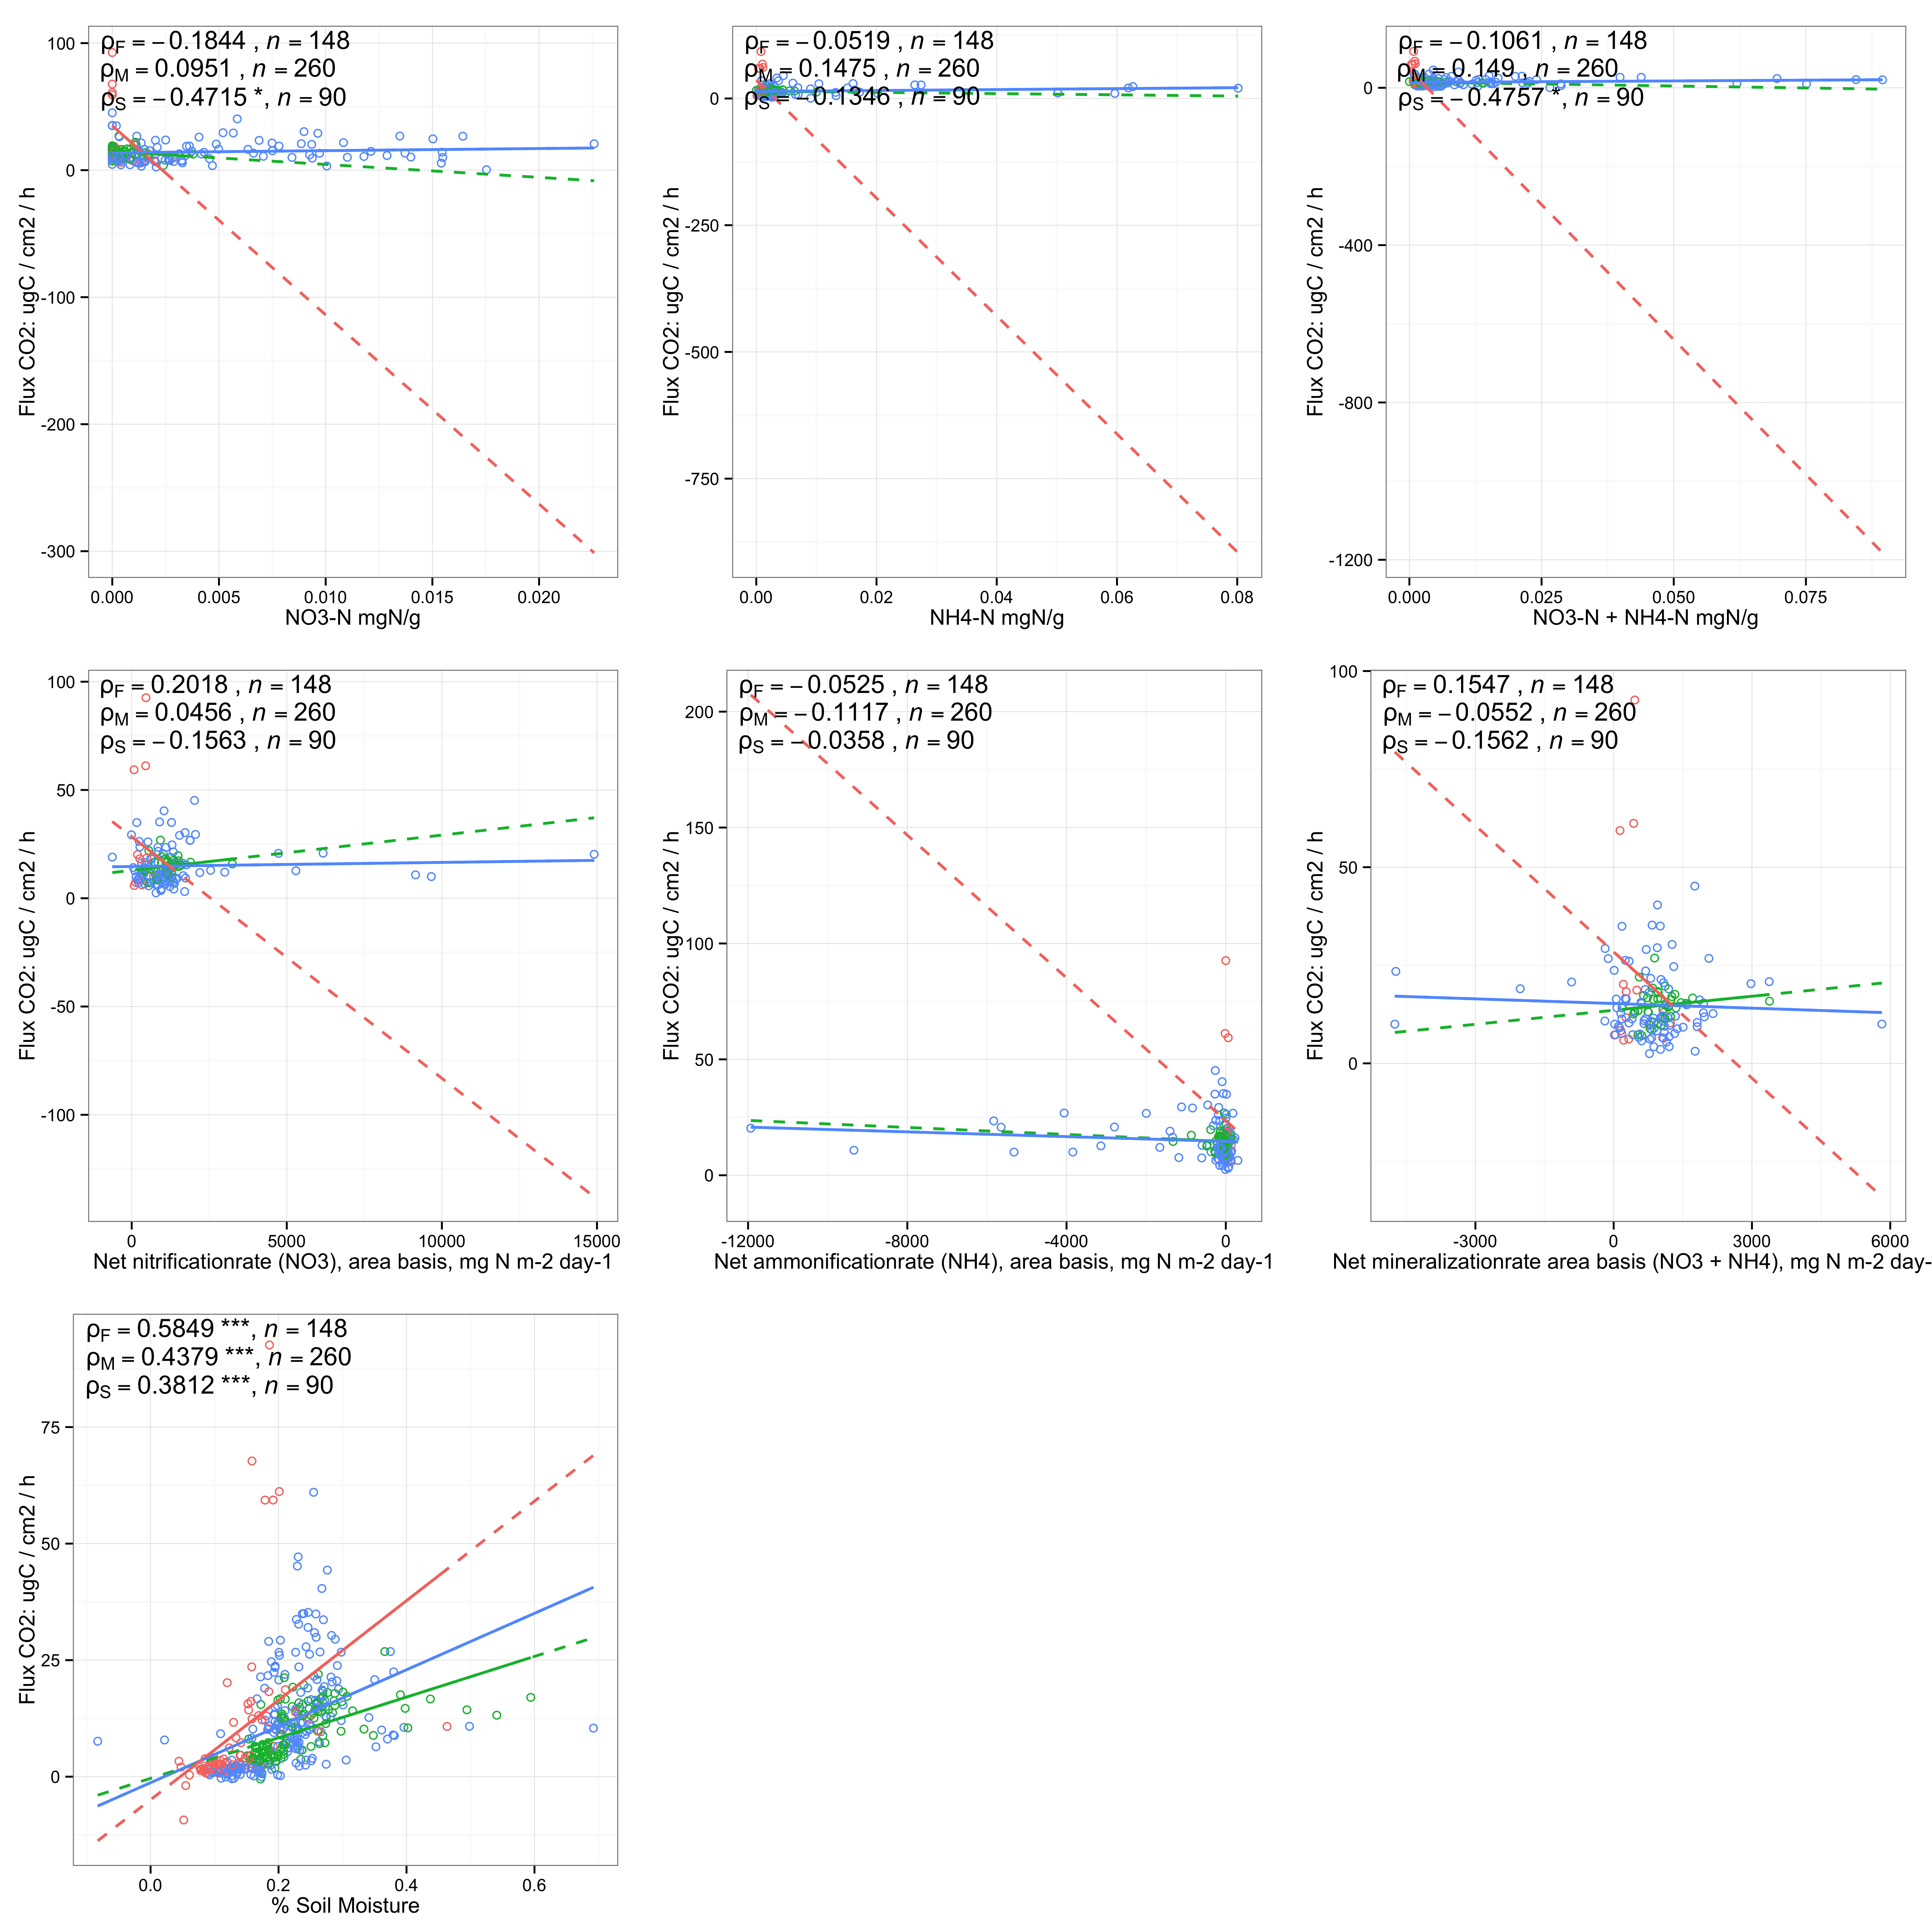 ρF = −0.1844 , n = 148
ρM = 0.0951 , n = 260
ρS = −0.4715 *, n = 90
100
0
-100
-200
-300
Flux CO2: ugC / cm2 / h
0.000 0.005 0.010 0.015 0.020
NO3-N mgN/g
ρF = −0.0519 , n = 148
ρM = 0.1475 , n = 260
ρS = −0.1346 , n = 90
0
-250
-500
-750
Flux CO2: ugC / cm2 / h
0.00 0.02 0.04 0.06 0.08
NH4-N mgN/g
ρF = −0.1061 , n = 148
ρM = 0.149 , n = 260
ρS = −0.4757 *, n = 90
0
-400
-800
-1200
Flux CO2: ugC / cm2 / h
0.000 0.025 0.050 0.075
NO3-N + NH4-N mgN/g
ρF = 0.2018 , n = 148
ρM = 0.0456 , n = 260
ρS = −0.1563 , n = 90
100
50
0
-50
-100
Flux CO2: ugC / cm2 / h
0 5000 10000 15000
Net nitrificationrate (NO3), area basis, mg N m-2 day-1
ρF = −0.0525 , n = 148
ρM = −0.1117 , n = 260
ρS = −0.0358 , n = 90
200
150
100
50
0
Flux CO2: ugC / cm2 / h
-12000 -8000 -4000 0
Net ammonificationrate (NH4), area basis, mg N m-2 day-1
ρF = 0.1547 , n = 148
ρM = −0.0552 , n = 260
ρS = −0.1562 , n = 90
100
50
0
Flux CO2: ugC / cm2 / h
-3000 0 3000 6000
Net mineralizationrate area basis (NO3 + NH4), mg N m-2 day-
ρF = 0.5849 ***, n = 148
ρM = 0.4379 ***, n = 260
ρS = 0.3812 ***, n = 90
75
50
25
0
Flux CO2: ugC / cm2 / h
0.0 0.2 0.4 0.6
% Soil Moisture